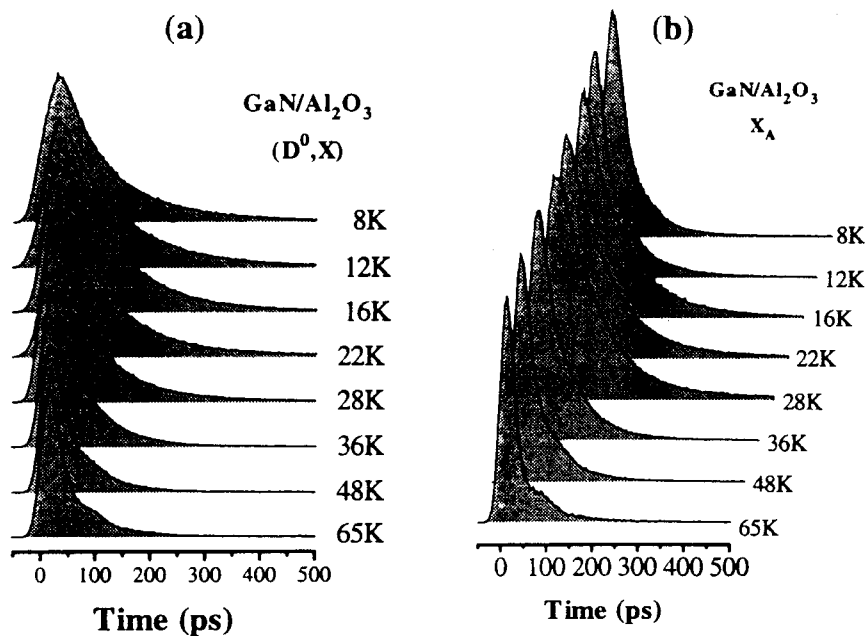 (a)
GaN/Al₂O₃
(D⁰,X)
8K
12K
16K
22K
28K
36K
48K
65K
0 100 200 300 400 500
Time (ps)
(b)
GaN/Al₂O₃
X_A
8K
12K
16K
22K
28K
36K
48K
65K
0 100 200 300 400 500
Time (ps)